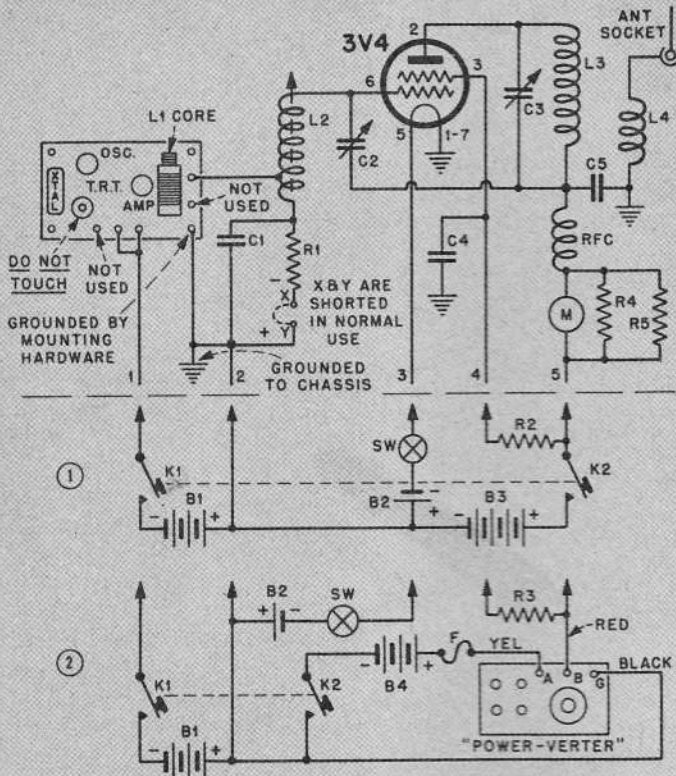 ANT
SOCKET
3V4
2
3
6
5
1-7
L3
L4
C3
C5
L1 CORE
L2
C2
OSC.
XTAL
T.R.T.
AMP
NOT
USED
DO NOT
TOUCH
NOT
USED
GROUNDED BY
MOUNTING
HARDWARE
C1
R1
-
X
+
Y
X&Y ARE
SHORTED
IN NORMAL
USE
C4
RFC
M
R4
R5
GROUNDED
TO CHASSIS
1
2
3
4
5
1
K1
- B1 +
SW
B2
-
+
R2
- B3 +
K2
2
K1
- B1 +
B2
+ -
SW
K2
- B4 +
F
YEL
R3
RED
A B G
BLACK
"POWER-VERTER"